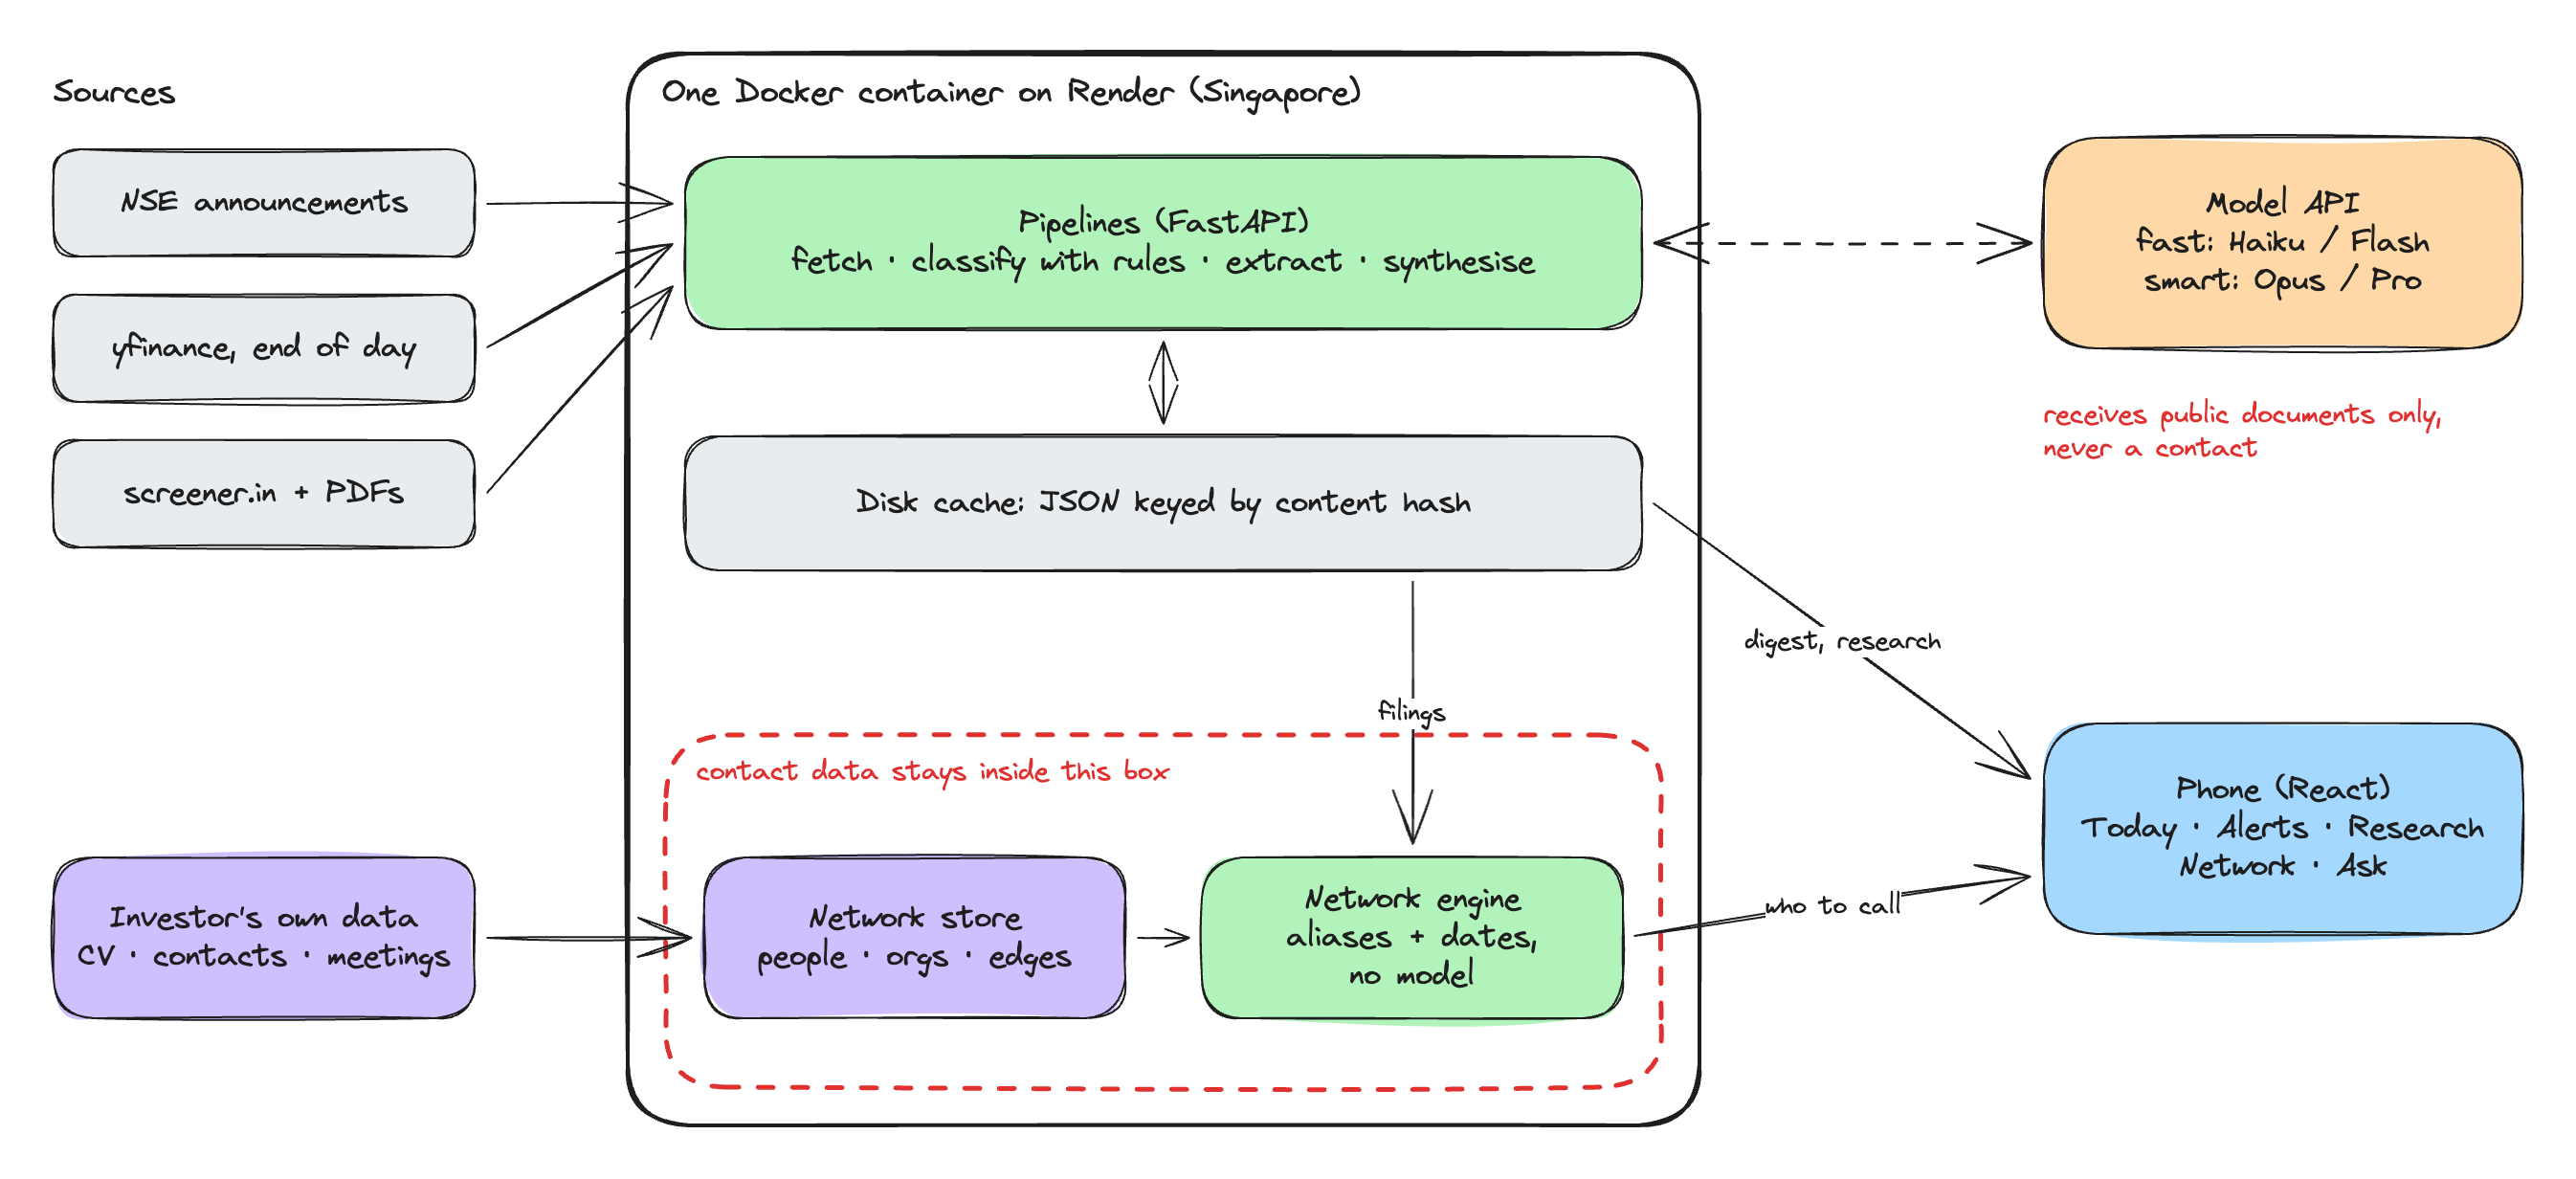 Sources
One Docker container on Render (Singapore)
NSE announcements
yfinance, end of day
screener.in + PDFs
Pipelines (FastAPI)
fetch · classify with rules · extract · synthesise
Model API
fast: Haiku / Flash
smart: Opus / Pro
receives public documents only,
never a contact
Disk cache: JSON keyed by content hash
digest, research
filings
contact data stays inside this box
Investor's own data
CV · contacts · meetings
Network store
people · orgs · edges
Network engine
aliases + dates,
no model
who to call
Phone (React)
Today · Alerts · Research
Network · Ask